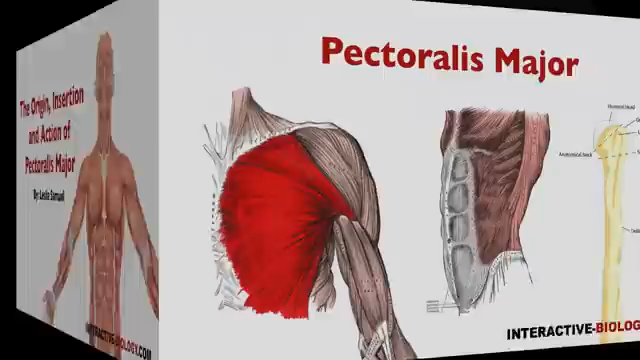 The Origin, Insertion
and Action of
Pectoralis Major
By: Leslie Samuel
INTERACTIVE-BIOLOGY.COM
Pectoralis Major
Humeral Head
Anatomical Neck
INTERACTIVE-BIOLOG